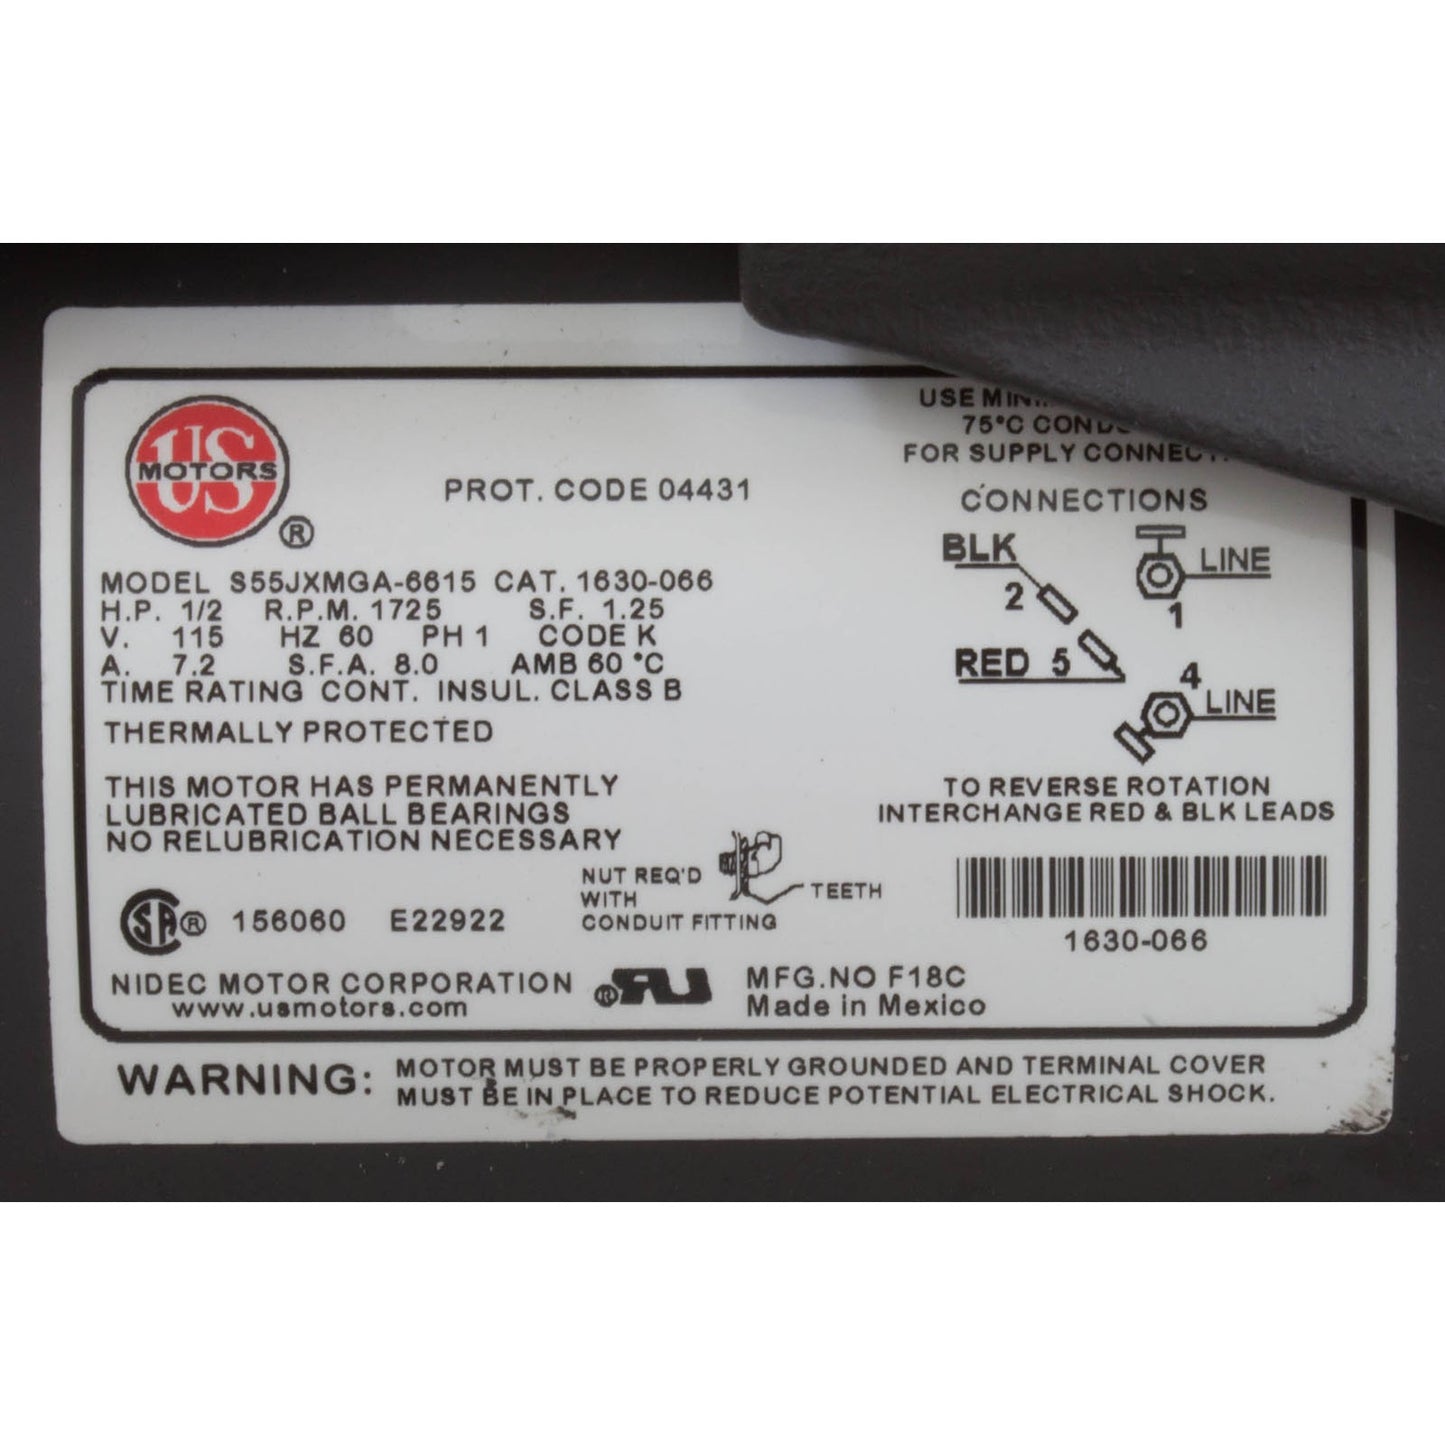 US
MOTORS
®
PROT. CODE 04431
MODEL S55JXMGA-6615 CAT. 1630-066
H.P. 1/2 R.P.M. 1725 S.F. 1.25
V. 115 HZ 60 PH 1 CODE K
A. 7.2 S.F.A. 8.0 AMB 60 °C
TIME RATING CONT. INSUL. CLASS B
THERMALLY PROTECTED
THIS MOTOR HAS PERMANENTLY
LUBRICATED BALL BEARINGS
NO RELUBRICATION NECESSARY
NUT REQ'D
WITH
CONDUIT FITTING
TEETH
SA ® 156060 E22922
NIDEC MOTOR CORPORATION
www.usmotors.com
® RU
MFG.NO F18C
Made in Mexico
USE
75°C
FOR SUPPLY
CONNECTIONS
BLK
2
LINE
1
RED 5
4
LINE
TO REVERSE ROTATION
INTERCHANGE RED & BLK LEADS
1630-066
WARNING: MOTOR MUST BE PROPERLY GROUNDED AND TERMINAL COVER
MUST BE IN PLACE TO REDUCE POTENTIAL ELECTRICAL SHOCK.